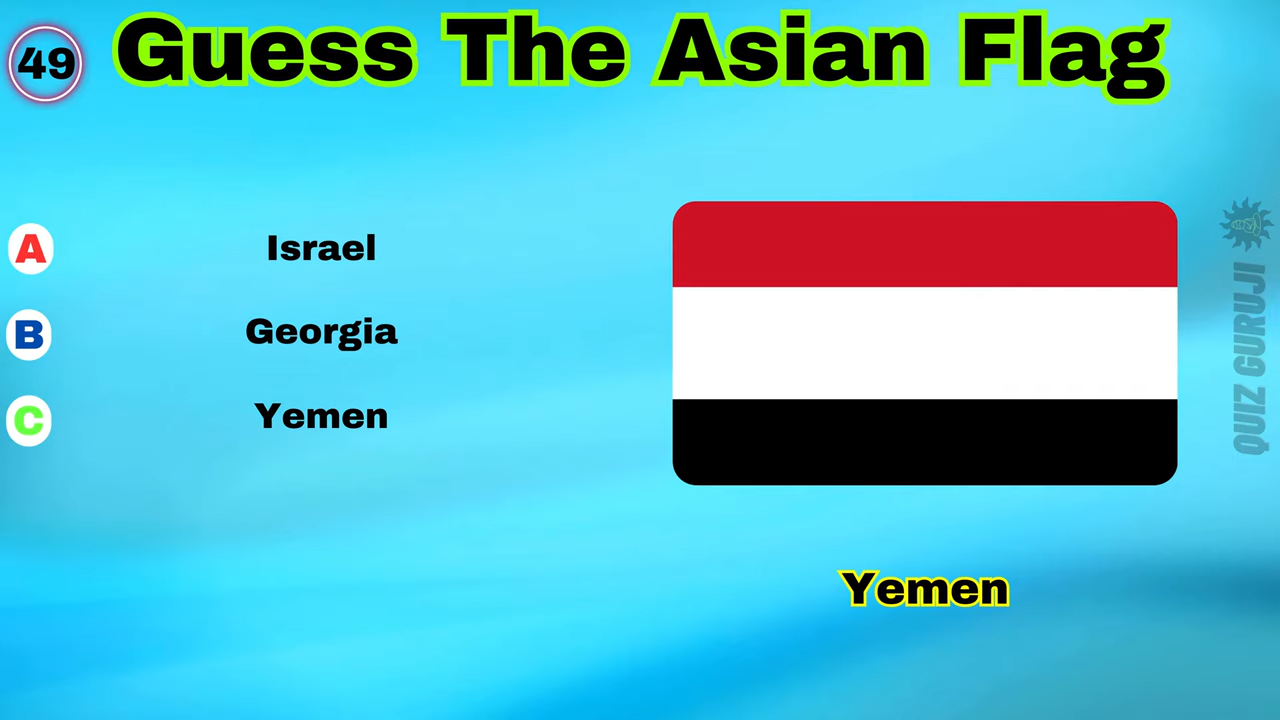 49
Guess The Asian Flag
A
Israel
B
Georgia
C
Yemen
Yemen
QUIZ GURUJI